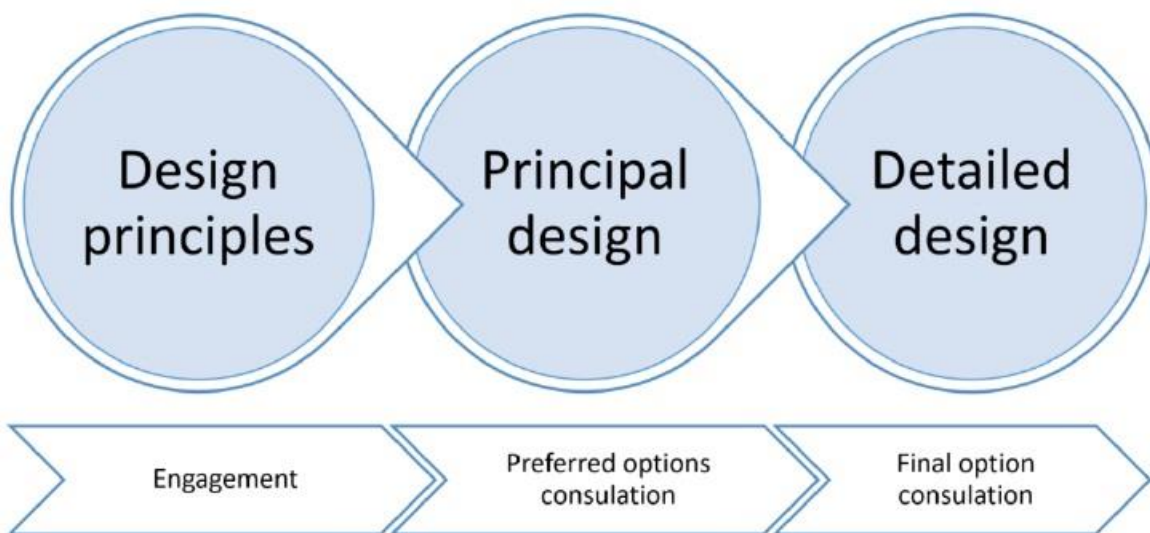 Design
principles
Principal
design
Detailed
design
Engagement
Preferred options
consulation
Final option
consulation